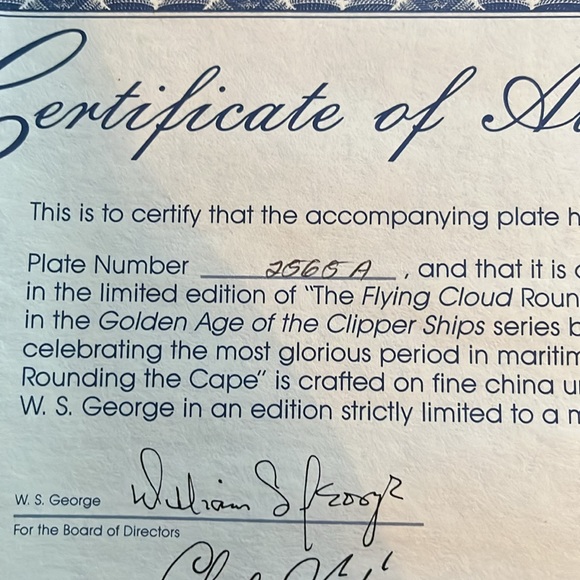 Certificate of
This is to certify that the accompanying plate
Plate Number 2565 A, and that it is
in the limited edition of "The Flying Cloud
in the Golden Age of the Clipper Ships series
celebrating the most glorious period in
Rounding the Cape" is crafted on fine china
W. S. George in an edition strictly limited to a
William S George
W. S. George
For the Board of Directors